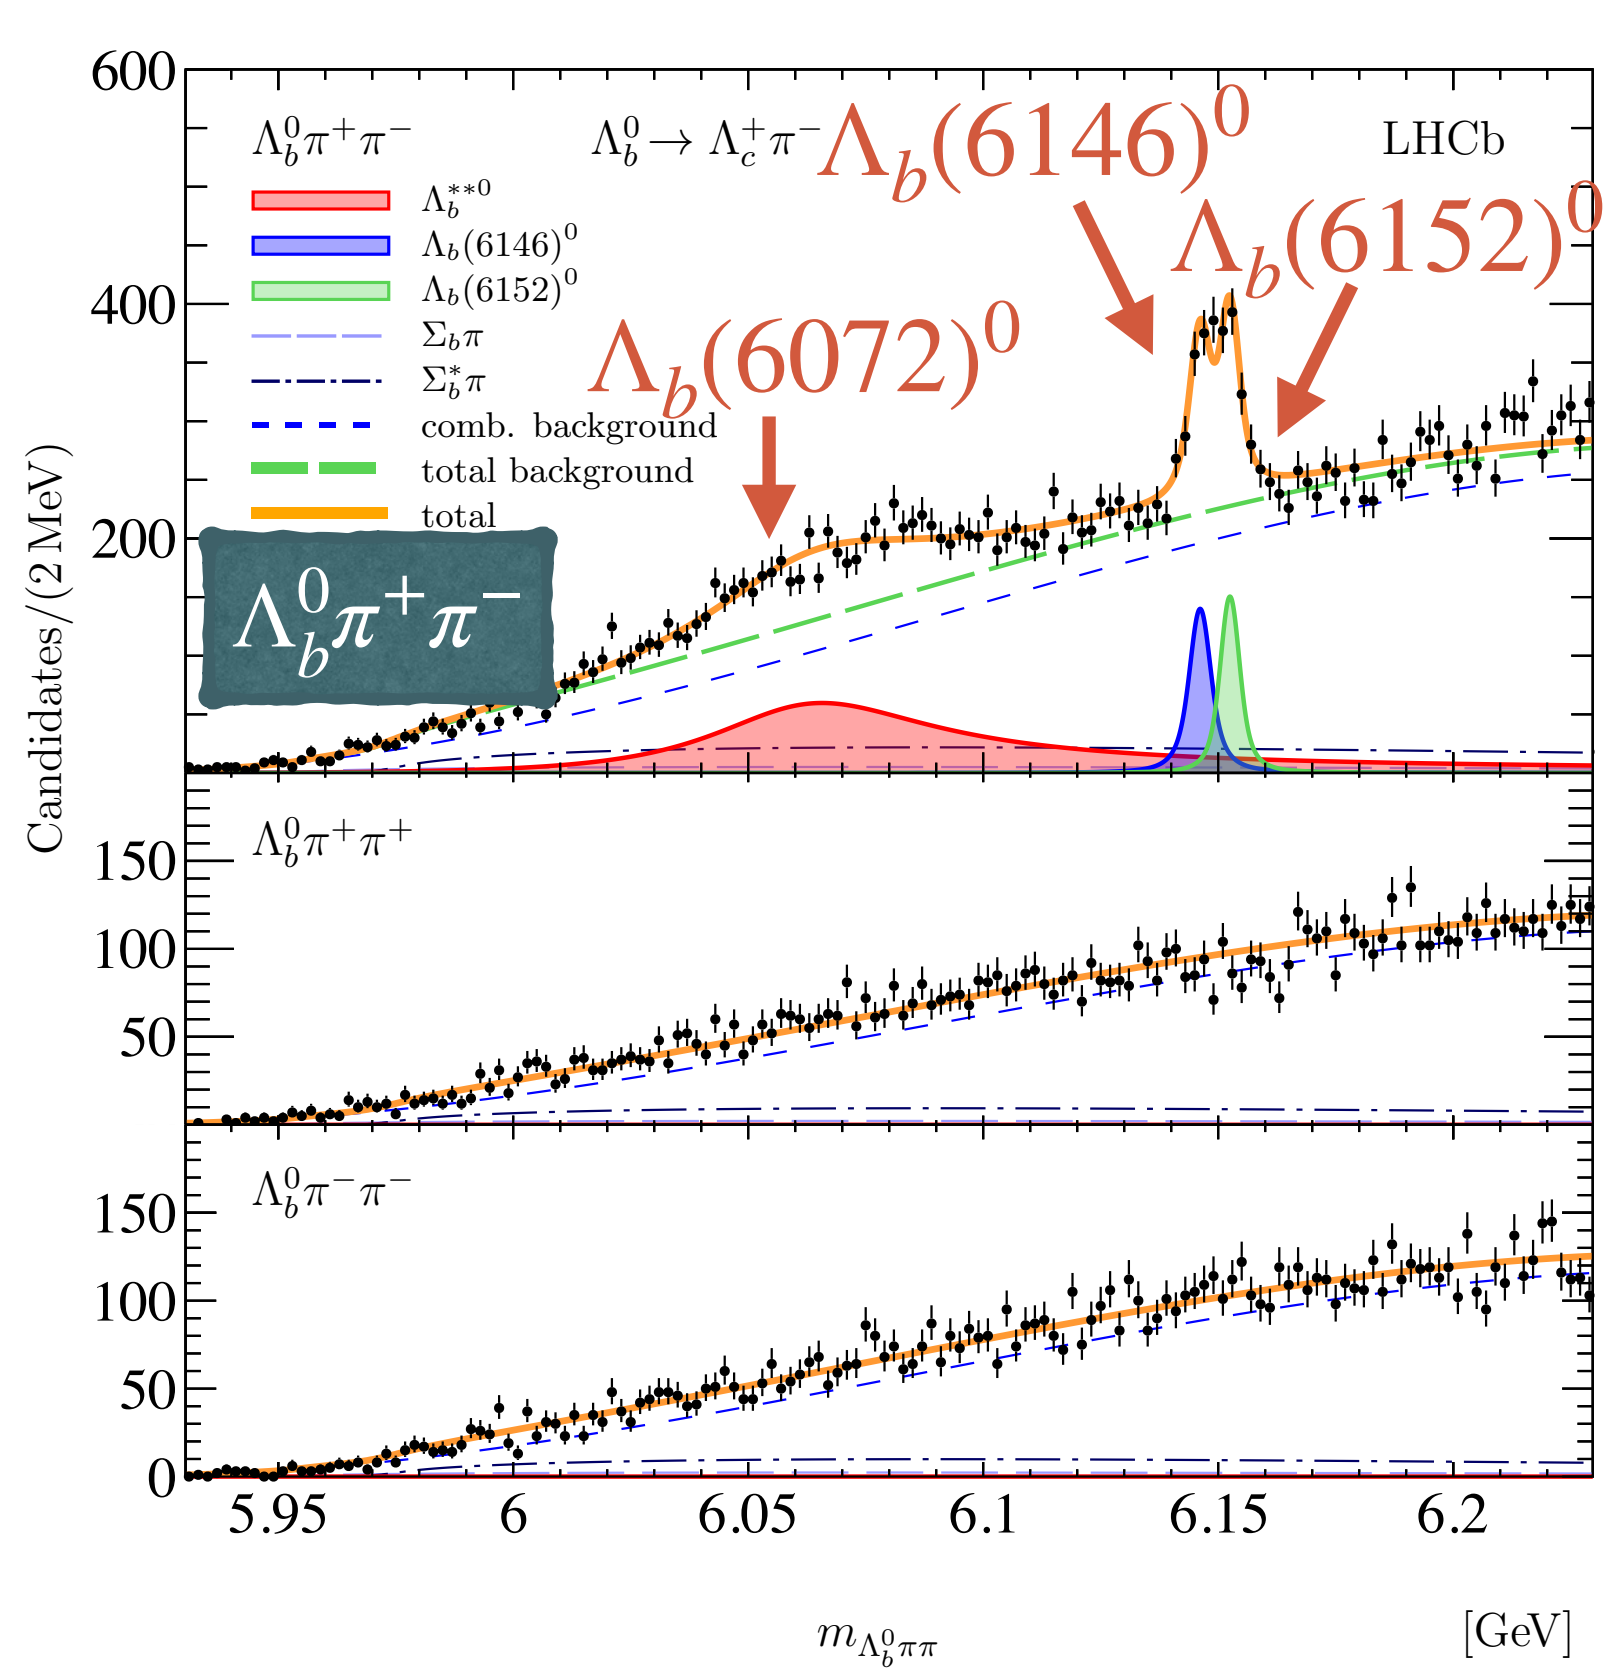 600
Λ_b^0π^+π^-
Λ_b^0 → Λ_c^+π^-
Λ_b(6146)^0
LHCb
Λ_b^{**0}
Λ_b(6146)^0
Λ_b(6152)^0
Λ_b(6152)^0
400
Σ_bπ
Λ_b(6072)^0
Σ_b^*π
comb. background
total background
total
200
Λ_b^0π^+π^-
Candidates/(2 MeV)
Λ_b^0π^+π^+
150
100
50
Λ_b^0π^-π^-
150
100
50
0
5.95 6 6.05 6.1 6.15 6.2
m_{Λ_b^0ππ} [GeV]